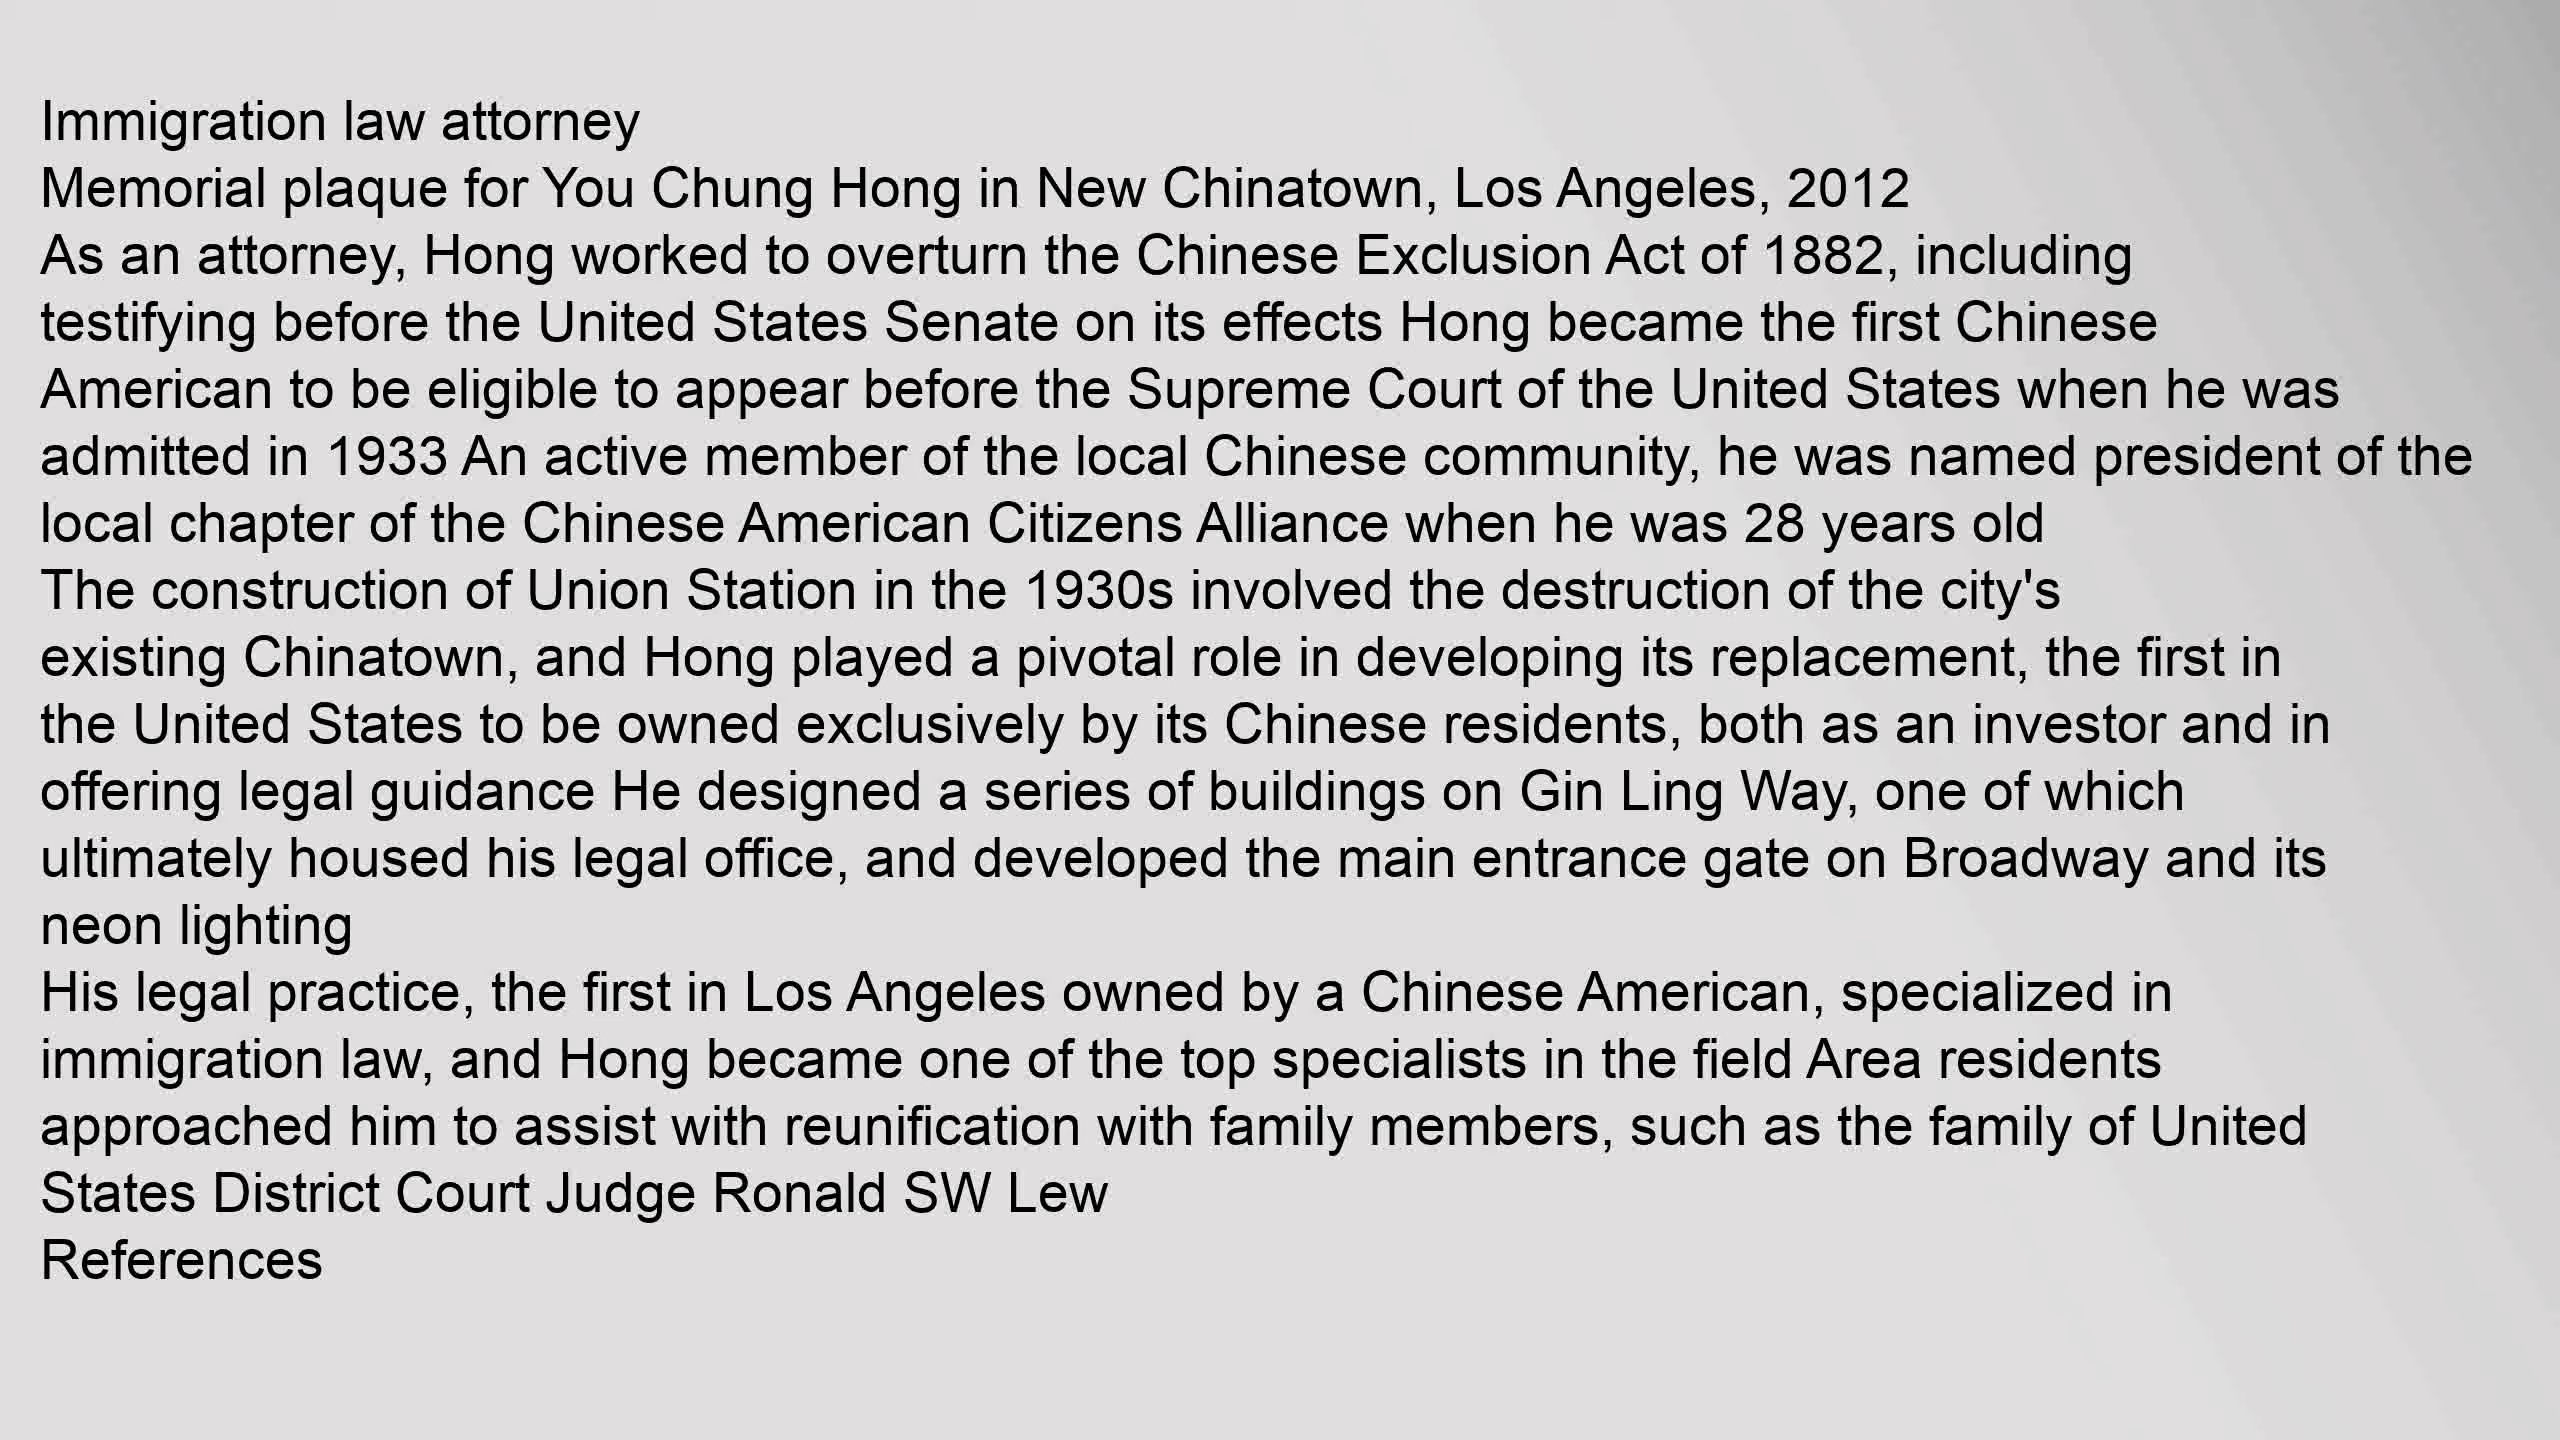 Immigration law attorney
Memorial plaque for You Chung Hong in New Chinatown, Los Angeles, 2012
As an attorney, Hong worked to overturn the Chinese Exclusion Act of 1882, including
testifying before the United States Senate on its effects Hong became the first Chinese
American to be eligible to appear before the Supreme Court of the United States when he was
admitted in 1933 An active member of the local Chinese community, he was named president of the
local chapter of the Chinese American Citizens Alliance when he was 28 years old
The construction of Union Station in the 1930s involved the destruction of the city's
existing Chinatown, and Hong played a pivotal role in developing its replacement, the first in
the United States to be owned exclusively by its Chinese residents, both as an investor and in
offering legal guidance He designed a series of buildings on Gin Ling Way, one of which
ultimately housed his legal office, and developed the main entrance gate on Broadway and its
neon lighting
His legal practice, the first in Los Angeles owned by a Chinese American, specialized in
immigration law, and Hong became one of the top specialists in the field Area residents
approached him to assist with reunification with family members, such as the family of United
States District Court Judge Ronald SW Lew
References